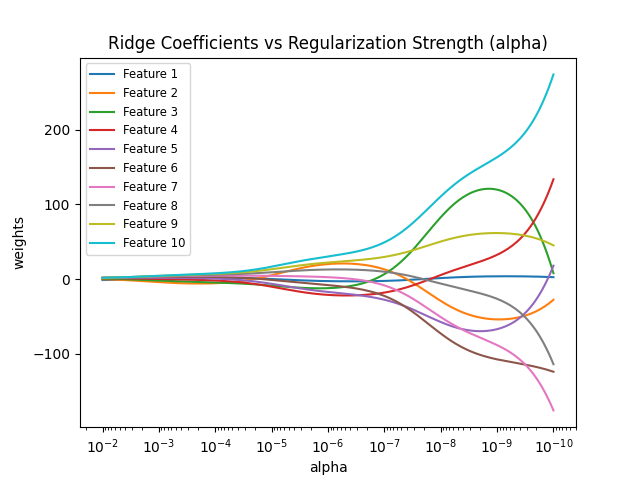 Ridge Coefficients vs Regularization Strength (alpha)
Feature 1
Feature 2
Feature 3
Feature 4
Feature 5
Feature 6
Feature 7
Feature 8
Feature 9
Feature 10
weights
200
100
0
−100
10⁻² 10⁻³ 10⁻⁴ 10⁻⁵ 10⁻⁶ 10⁻⁷ 10⁻⁸ 10⁻⁹ 10⁻¹⁰
alpha